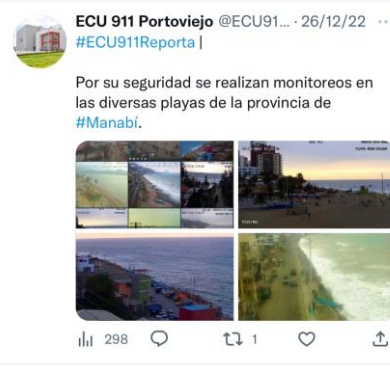 ECU 911 Portoviejo @ECU91... · 26/12/22
#ECU911Reporta |
Por su seguridad se realizan monitoreos en
las diversas playas de la provincia de
#Manabí.
298
1